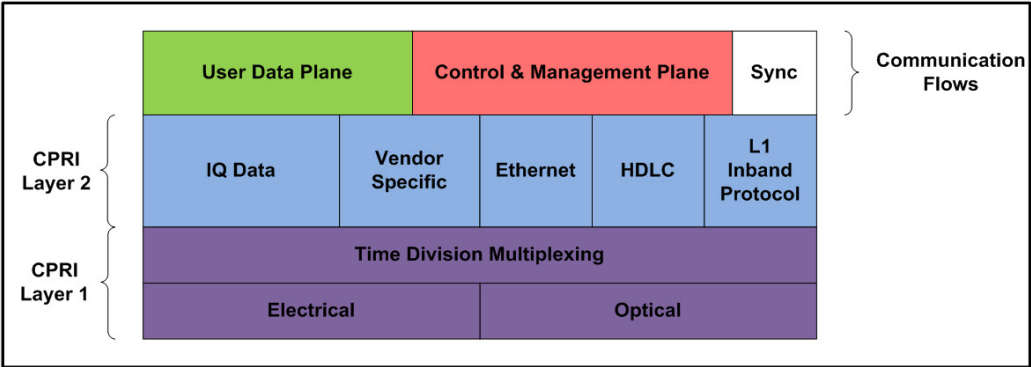 User Data Plane
Control & Management Plane
Sync
Communication
Flows
CPRI
Layer 2
IQ Data
Vendor
Specific
Ethernet
HDLC
L1
Inband
Protocol
CPRI
Layer 1
Time Division Multiplexing
Electrical
Optical